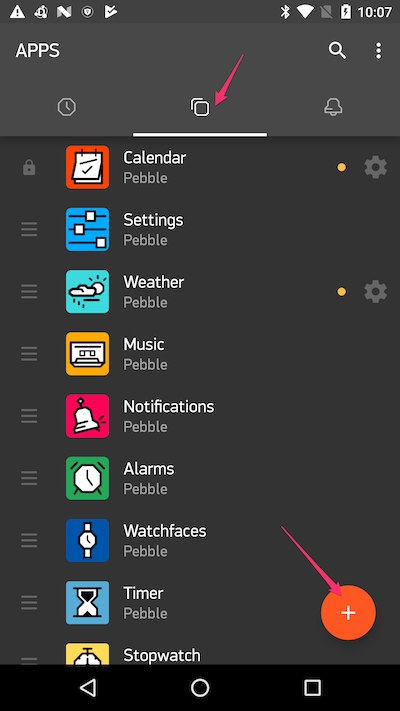 10:07
APPS
Calendar
Pebble
Settings
Pebble
Weather
Pebble
Music
Pebble
Notifications
Pebble
Alarms
Pebble
Watchfaces
Pebble
Timer
Pebble
Stopwatch